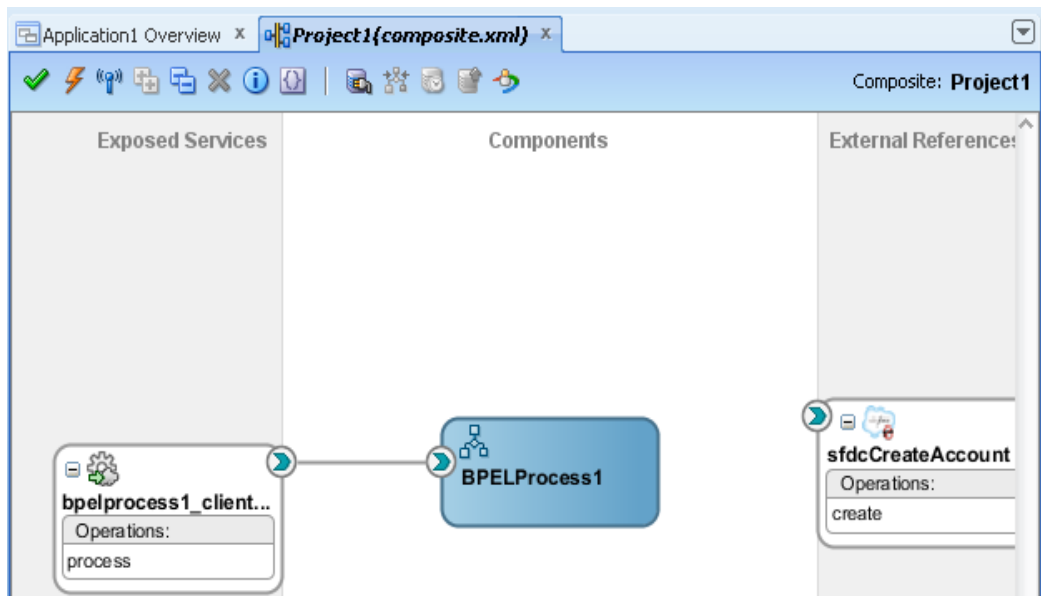 Application1 Overview
Project1(composite.xml)
Composite: Project1
Exposed Services
Components
External References
bpelprocess1_client...
Operations:
process
BPELProcess1
sfdcCreateAccount
Operations:
create